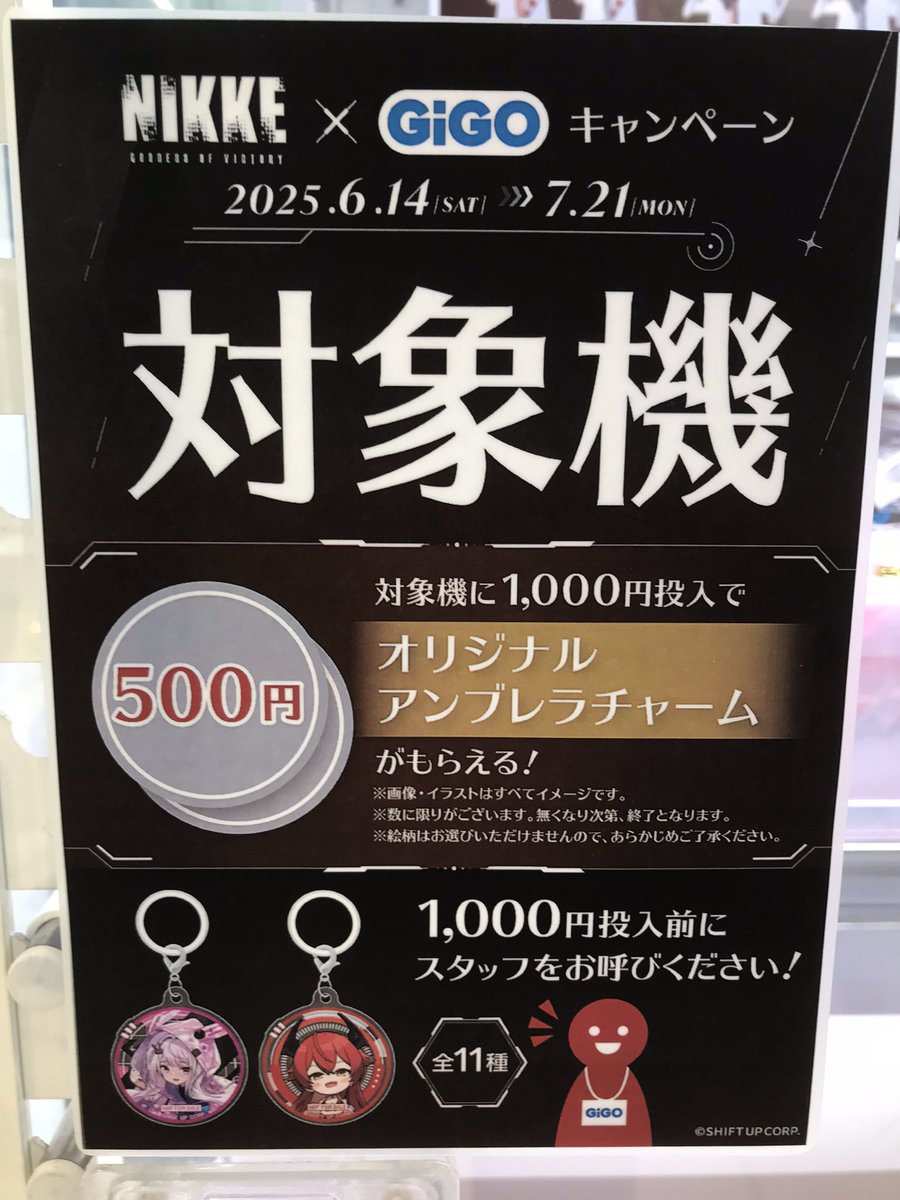 NIKKE
GODDESS OF VICTORY
× GiGO キャンペーン
2025.6.14[SAT] 7.21[MON]
対象機
500円
対象機に1,000円投入で
オリジナル
アンブレラチャーム
がもらえる!
※画像・イラストはすべてイメージです。
※数に限りがございます。無くなり次第、終了となります。
※絵柄はお選びいただけませんので、あらかじめご了承ください。
1,000円投入前に
スタッフをお呼びください!
NOT FOR SALE
NOT FOR SALE
全11種
GiGO
©SHIFT UP CORP.